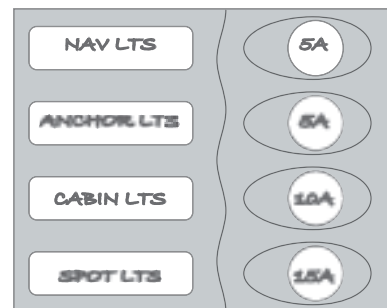 NAV LTS 5A
ANCHOR LTS 5A
CABIN LTS 10A
SPOT LTS 15A